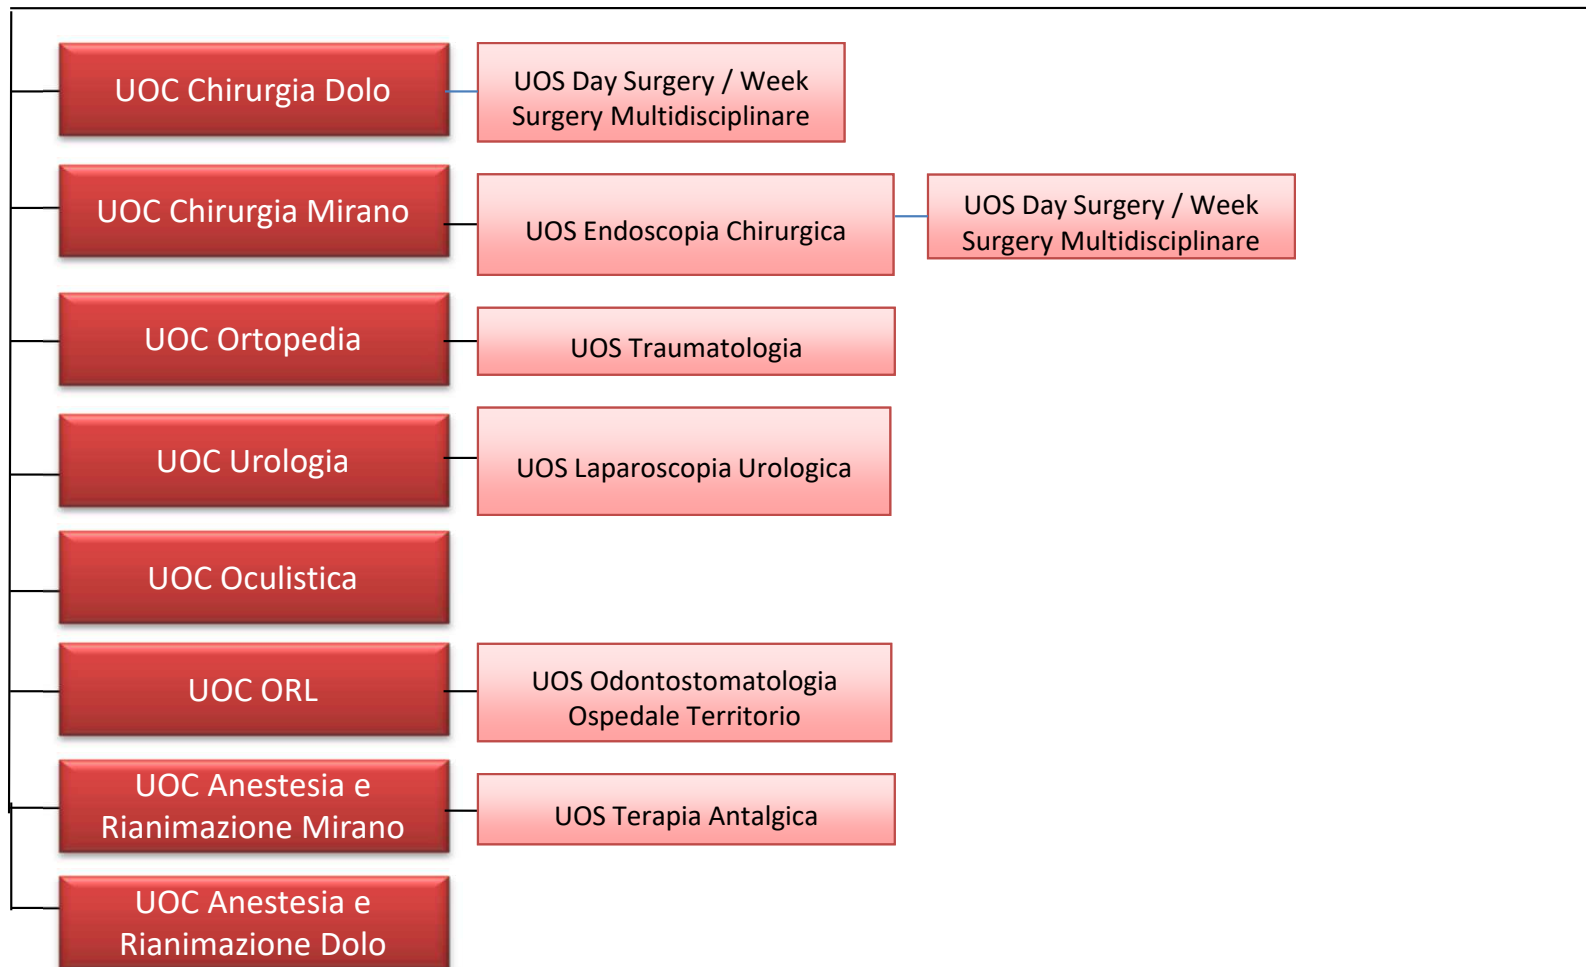 UOC Chirurgia Dolo
UOS Day Surgery / Week
Surgery Multidisciplinare
UOC Chirurgia Mirano
UOS Endoscopia Chirurgica
UOS Day Surgery / Week
Surgery Multidisciplinare
UOC Ortopedia
UOS Traumatologia
UOC Urologia
UOS Laparoscopia Urologica
UOC Oculistica
UOC ORL
UOS Odontostomatologia
Ospedale Territorio
UOC Anestesia e
Rianimazione Mirano
UOS Terapia Antalgica
UOC Anestesia e
Rianimazione Dolo